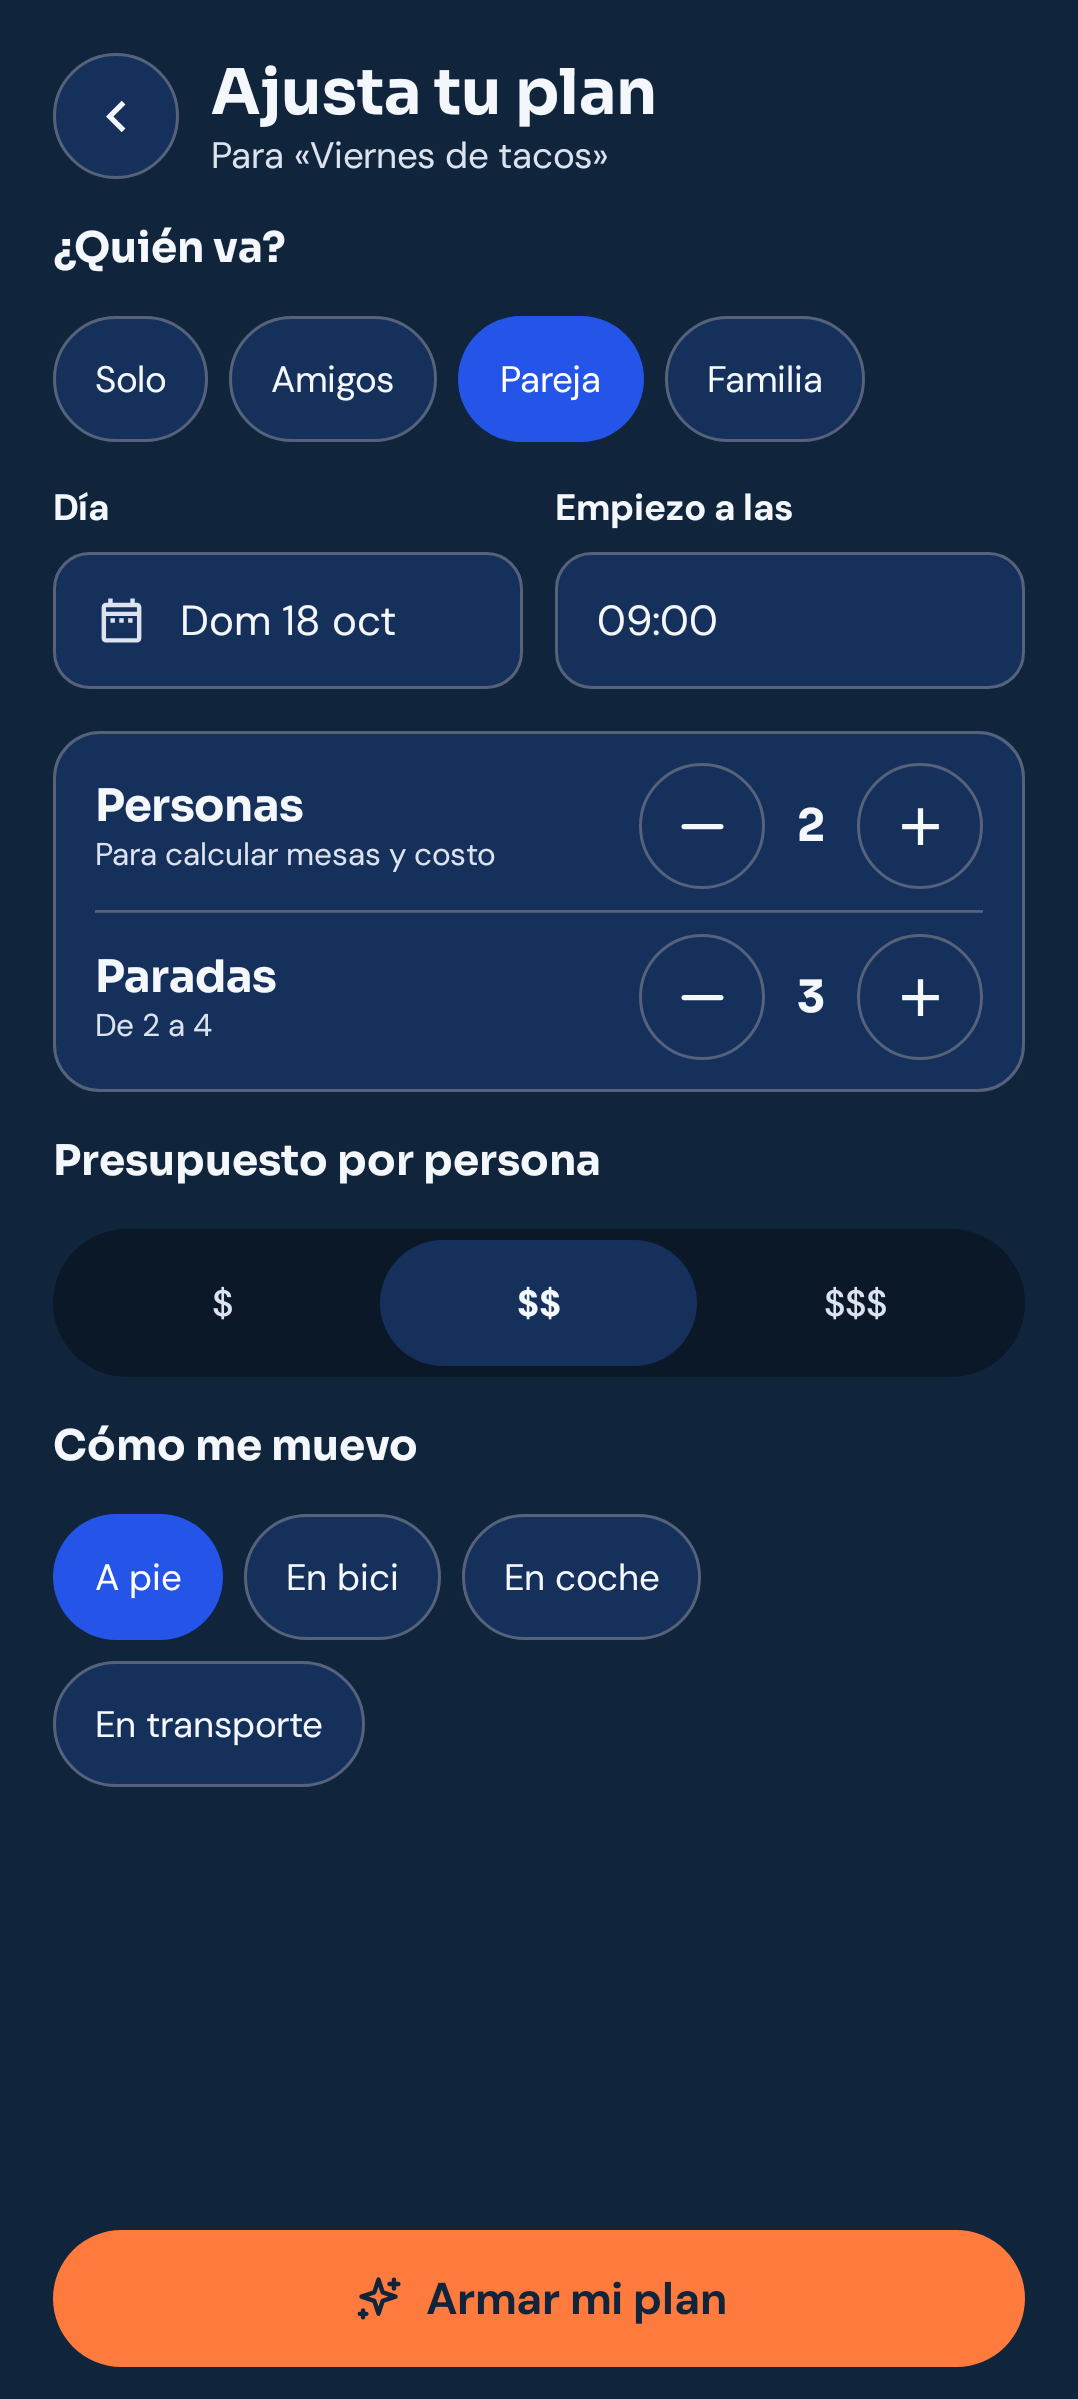 Ajusta tu plan
Para «Viernes de tacos»
¿Quién va?
Solo Amigos Pareja Familia
Día Empiezo a las
Dom 18 oct 09:00
Personas
Para calcular mesas y costo
2
Paradas
De 2 a 4
3
Presupuesto por persona
$ $$ $$$
Cómo me muevo
A pie En bici En coche
En transporte
Armar mi plan